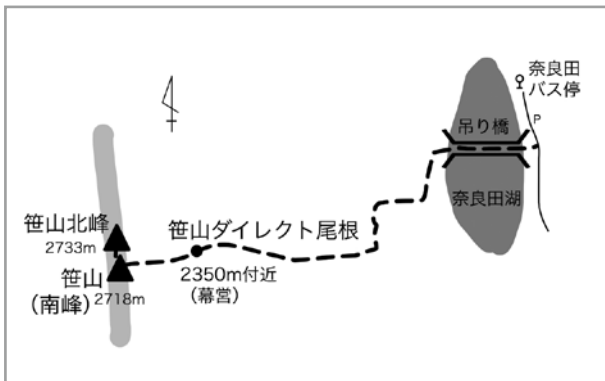 奈良田
バス停
P
吊り橋
奈良田湖
笹山北峰
2733m
笹山ダイレクト尾根
2350m付近
(幕営)
笹山
(南峰)
2718m